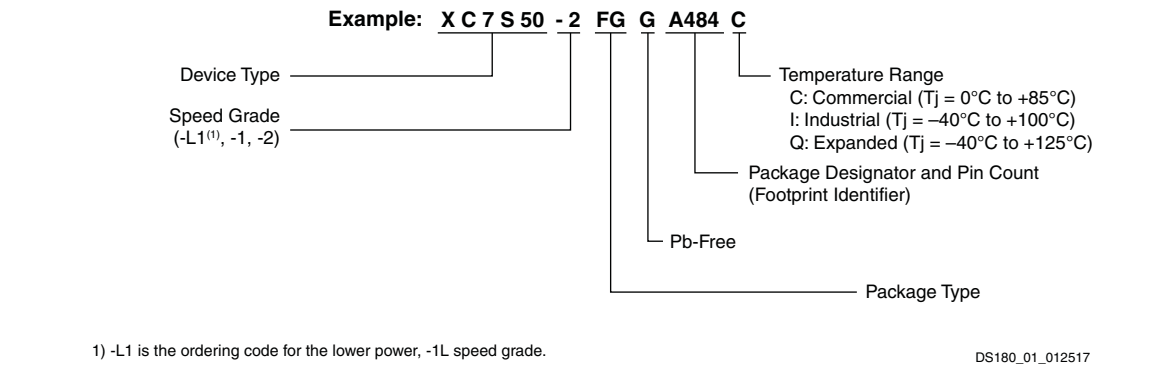 Example: X C 7 S 50 - 2 FG G A484 C
Device Type
Speed Grade
(-L1(1), -1, -2)
Temperature Range
C: Commercial (Tj = 0°C to +85°C)
I: Industrial (Tj = –40°C to +100°C)
Q: Expanded (Tj = –40°C to +125°C)
Package Designator and Pin Count
(Footprint Identifier)
Pb-Free
Package Type
1) -L1 is the ordering code for the lower power, -1L speed grade.
DS180_01_012517